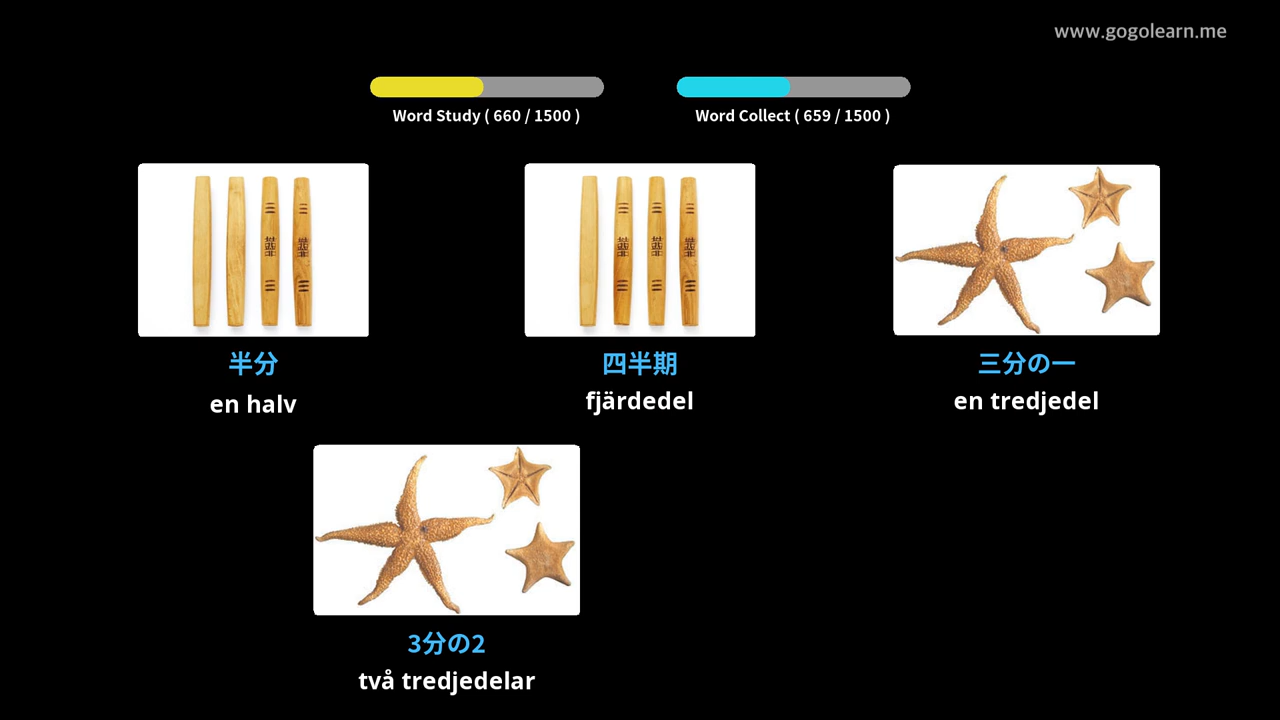 www.gogolearn.me
Word Study ( 660 / 1500 )
Word Collect ( 659 / 1500 )
半分
en halv
四半期
fjärdedel
三分の一
en tredjedel
3分の2
två tredjedelar